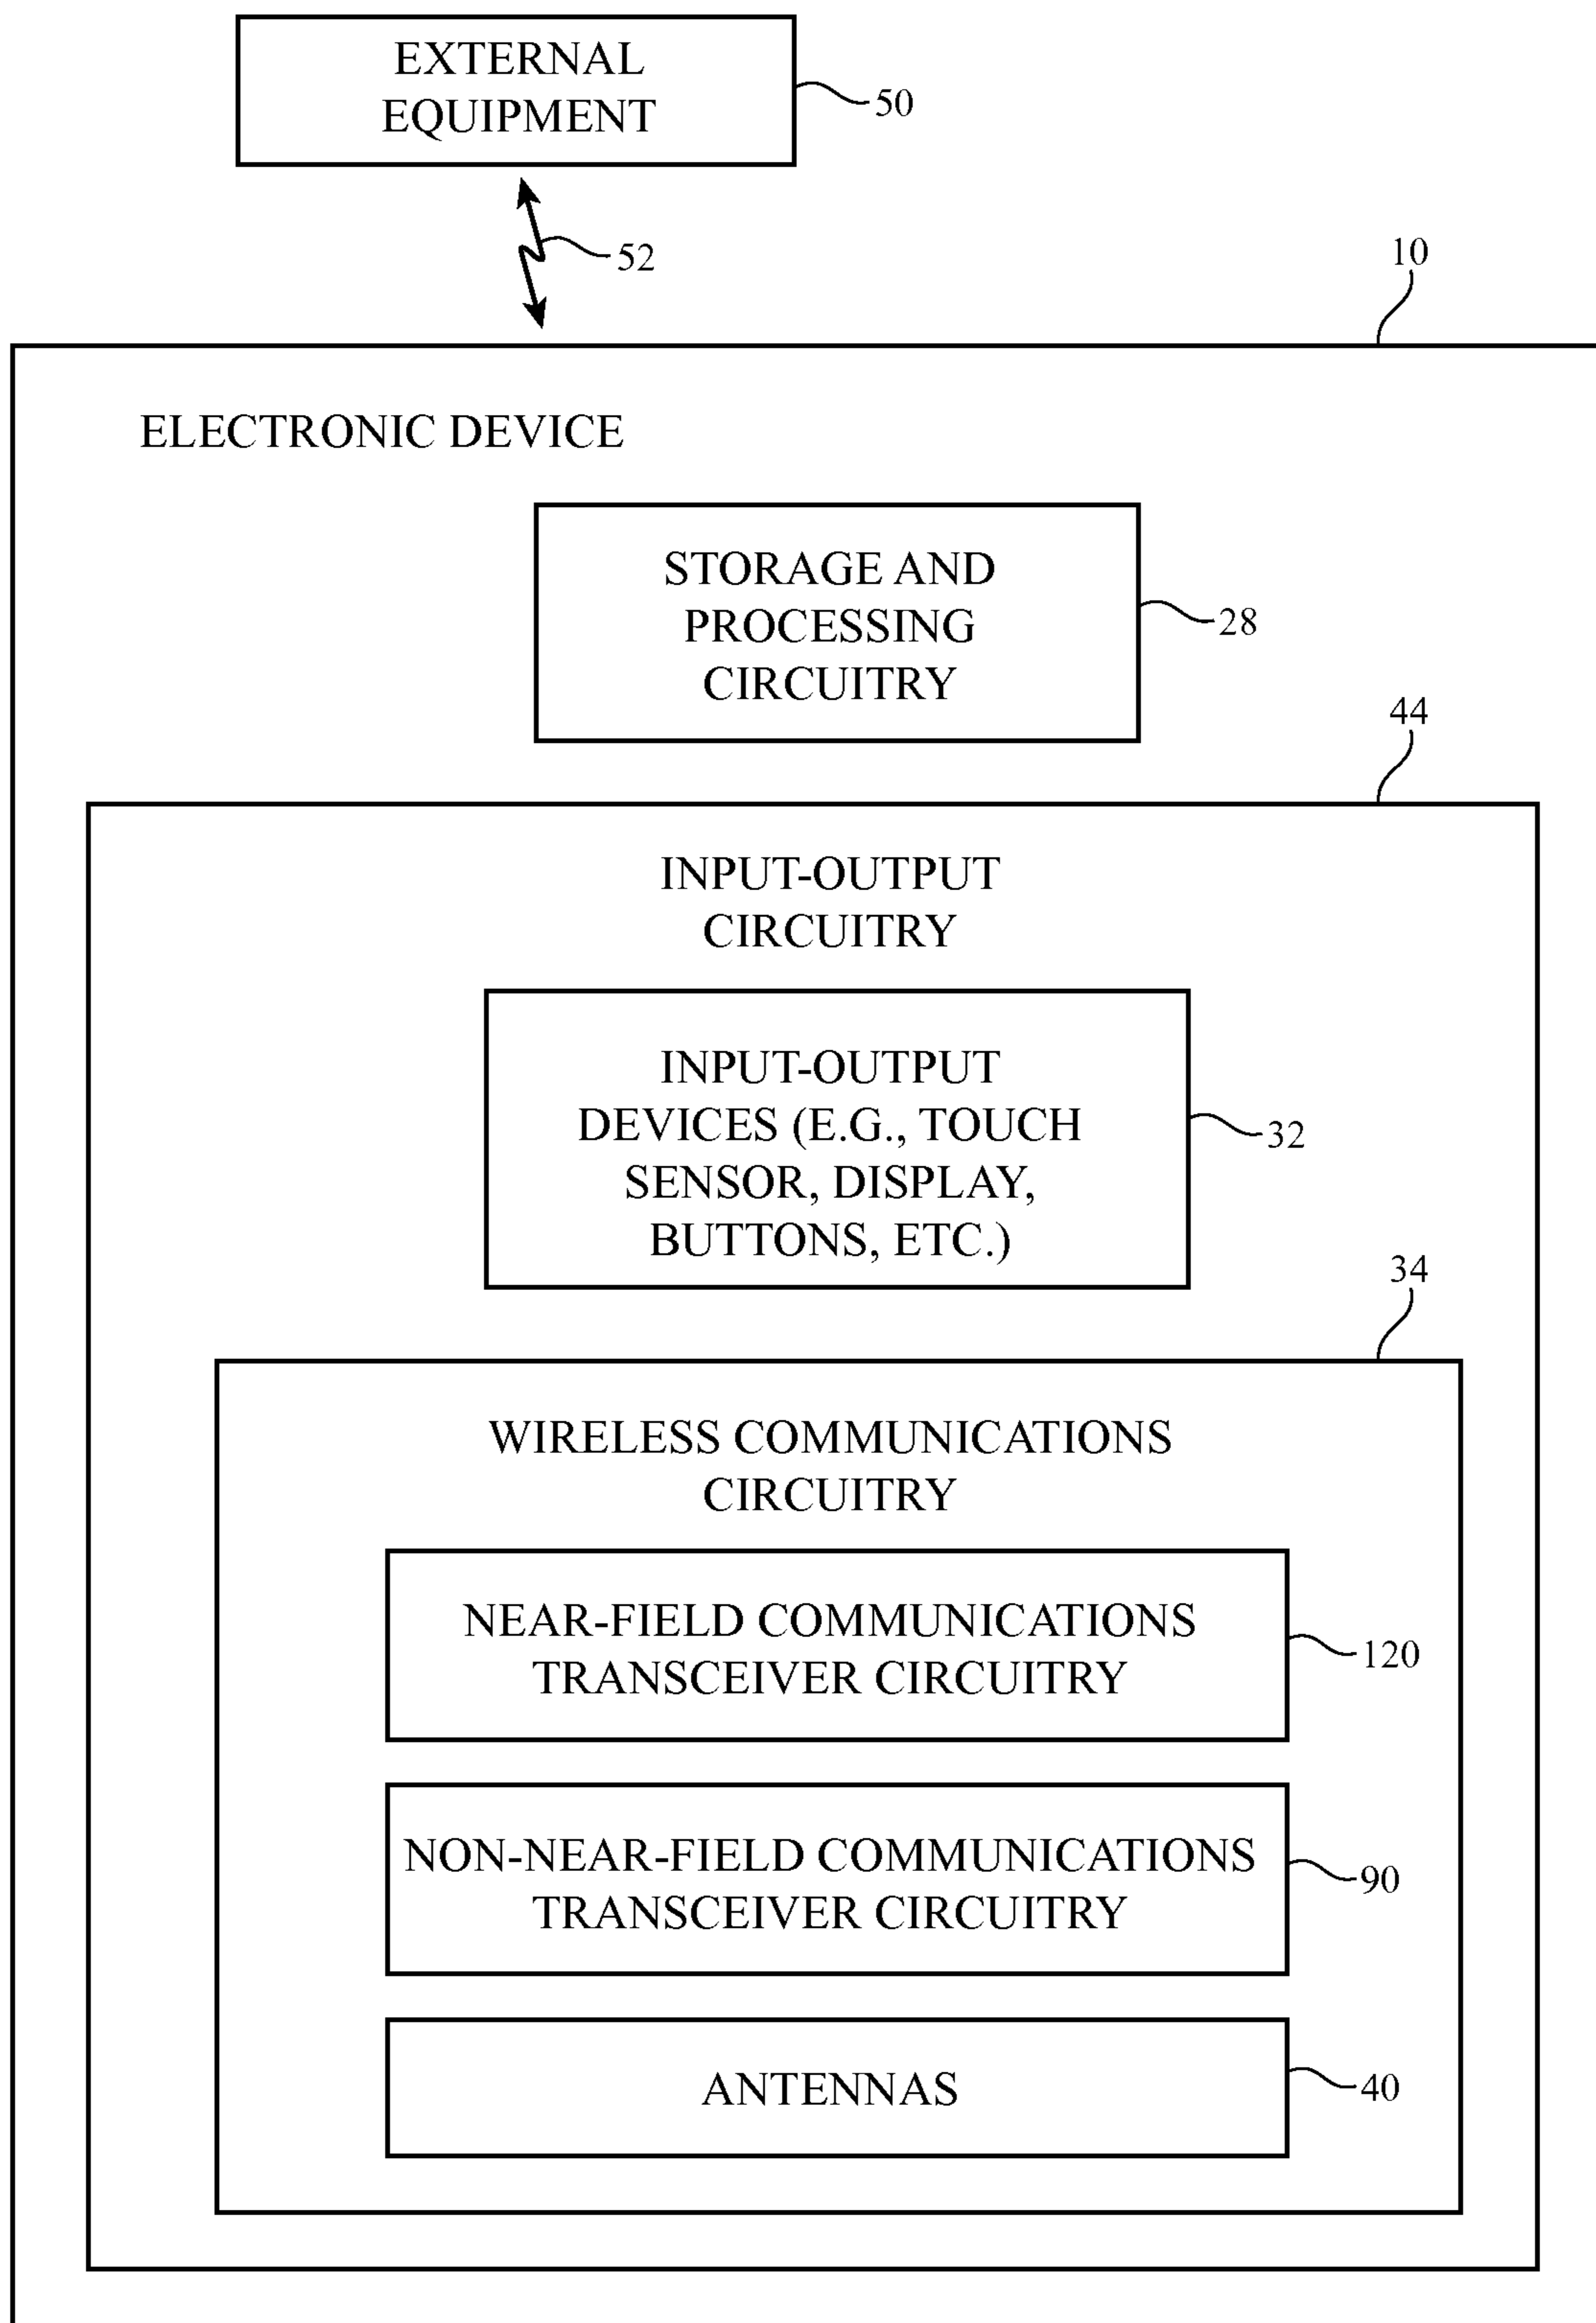 EXTERNAL
EQUIPMENT
50
52
10
ELECTRONIC DEVICE
STORAGE AND
PROCESSING
CIRCUITRY
28
44
INPUT-OUTPUT
CIRCUITRY
INPUT-OUTPUT
DEVICES (E.G., TOUCH
SENSOR, DISPLAY,
BUTTONS, ETC.)
32
34
WIRELESS COMMUNICATIONS
CIRCUITRY
NEAR-FIELD COMMUNICATIONS
TRANSCEIVER CIRCUITRY
120
NON-NEAR-FIELD COMMUNICATIONS
TRANSCEIVER CIRCUITRY
90
ANTENNAS
40